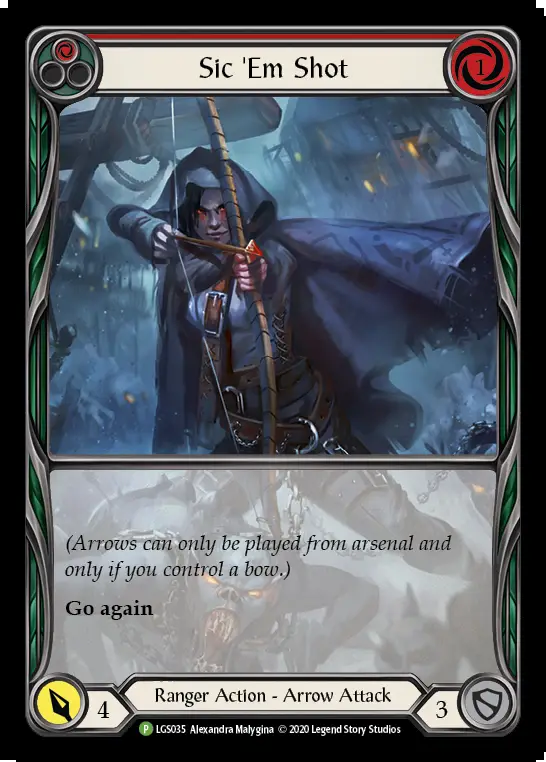 Sic 'Em Shot
1
(Arrows can only be played from arsenal and
only if you control a bow.)
Go again
4
Ranger Action - Arrow Attack
3
P LGS035 Alexandra Malygina © 2020 Legend Story Studios